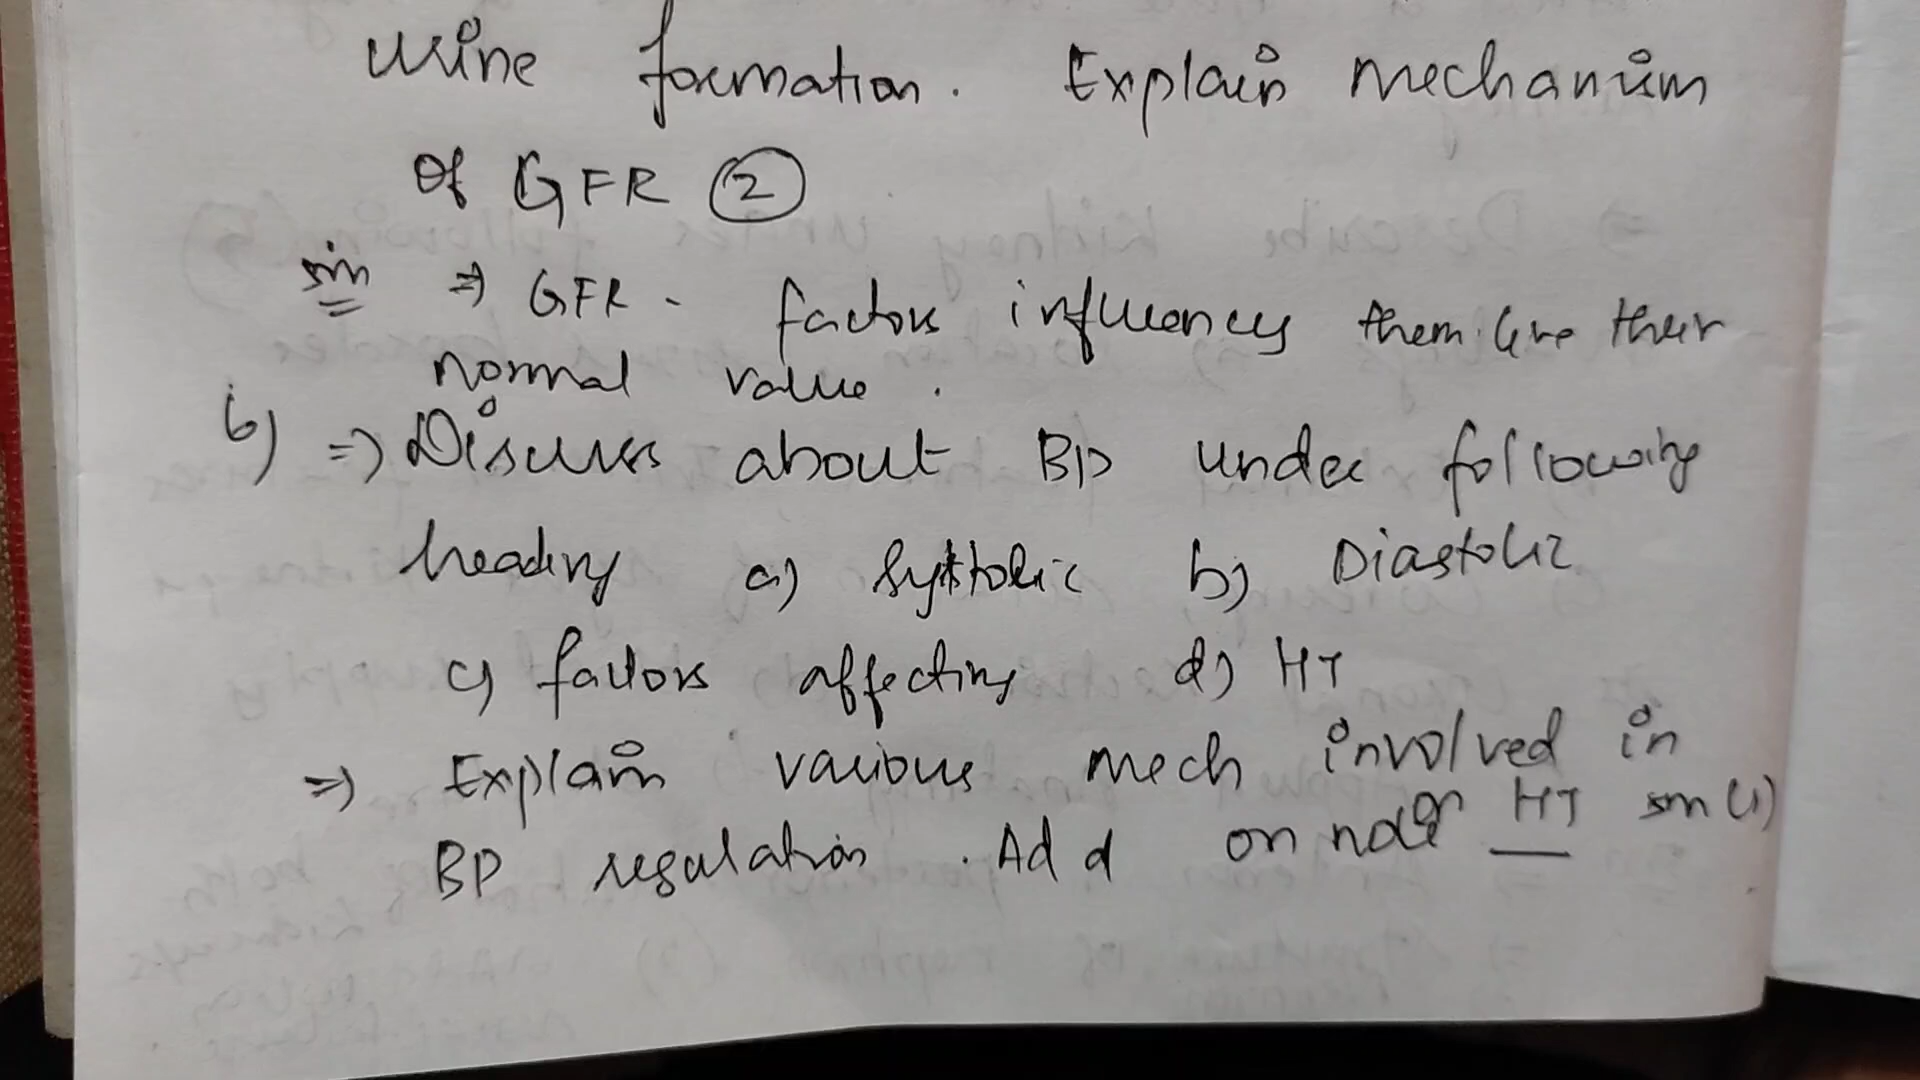 urine formation. Explain mechanism
of GFR ②
sm ⇒ GFR - factors influency them. Give their
normal value.
6) ⇒ Discuss about BP under following
heading a) Systolic b) Diastolic
c) factors affecting d) HT
⇒ Explain various mech involved in
BP regulation. Add on note on HT sm (1)